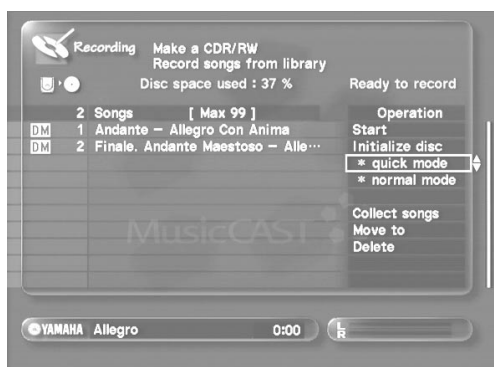 Recording
Make a CDR/RW
Record songs from library
Disc space used : 37 %
Ready to record
2 Songs [ Max 99 ]
DM 1 Andante – Allegro Con Anima
DM 2 Finale. Andante Maestoso – Alle…
Operation
Start
Initialize disc
* quick mode
* normal mode
Collect songs
Move to
Delete
MusicCAST
YAMAHA Allegro 0:00
L
R